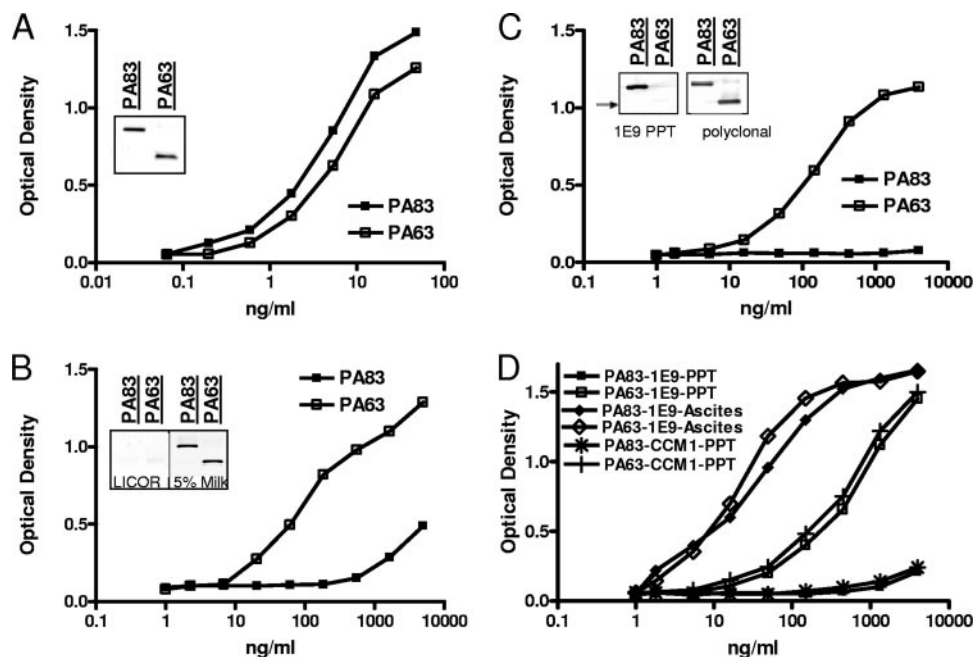 A
1.5
1.0
0.5
0.0
Optical Density
PA83
PA63
PA83
PA63
0.01
0.1
1
10
100
ng/ml
B
1.5
1.0
0.5
0.0
Optical Density
PA83
PA63
PA83
PA63
LICOR
5% Milk
PA83
PA63
0.1
1
10
100
1000
10000
ng/ml
C
1.5
1.0
0.5
0.0
Optical Density
PA83
PA63
PA83
PA63
1E9 PPT
polyclonal
PA83
PA63
0.1
1
10
100
1000
10000
ng/ml
D
1.5
1.0
0.5
0.0
Optical Density
PA83-1E9-PPT
PA63-1E9-PPT
PA83-1E9-Ascites
PA63-1E9-Ascites
PA83-CCM1-PPT
PA63-CCM1-PPT
0.1
1
10
100
1000
10000
ng/ml